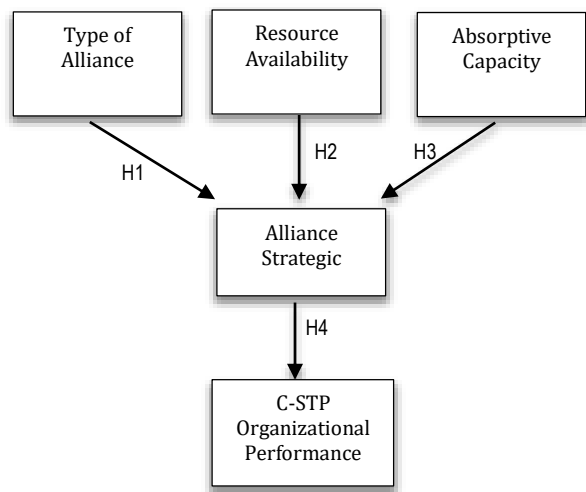 Type of
Alliance
Resource
Availability
Absorptive
Capacity
H1
H2
H3
Alliance
Strategic
H4
C-STP
Organizational
Performance